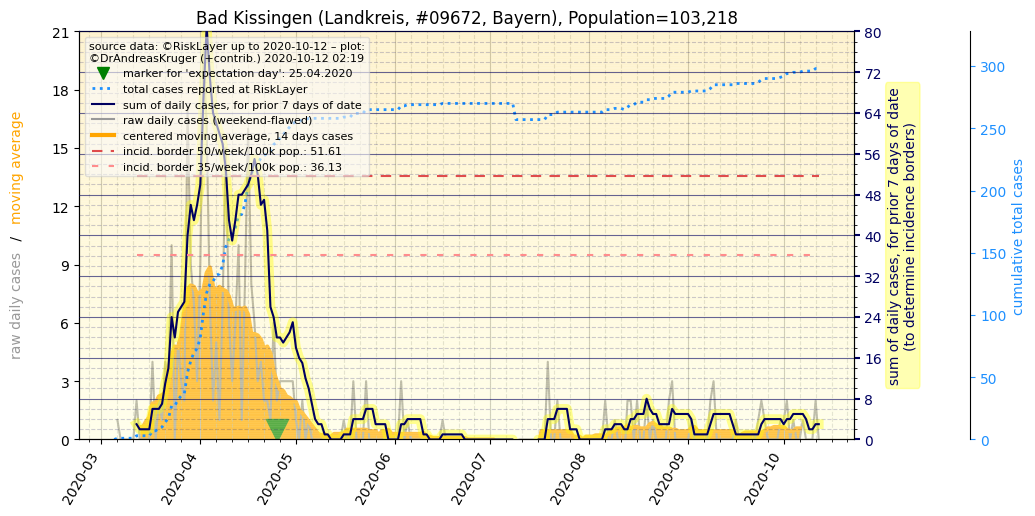 Bad Kissingen (Landkreis, #09672, Bayern), Population=103,218
source data: ©RiskLayer up to 2020-10-12 – plot:
©DrAndreasKruger (+contrib.) 2020-10-12 02:19
marker for 'expectation day': 25.04.2020
total cases reported at RiskLayer
sum of daily cases, for prior 7 days of date
raw daily cases (weekend-flawed)
centered moving average, 14 days cases
incid. border 50/week/100k pop.: 51.61
incid. border 35/week/100k pop.: 36.13
raw daily cases / moving average
21
18
15
12
9
6
3
0
80
72
64
56
48
40
32
24
16
8
0
sum of daily cases, for prior 7 days of date
(to determine, incidence borders)
300
250
200
150
100
50
0
cumulative total cases
2020-03
2020-04
2020-05
2020-06
2020-07
2020-08
2020-09
2020-10